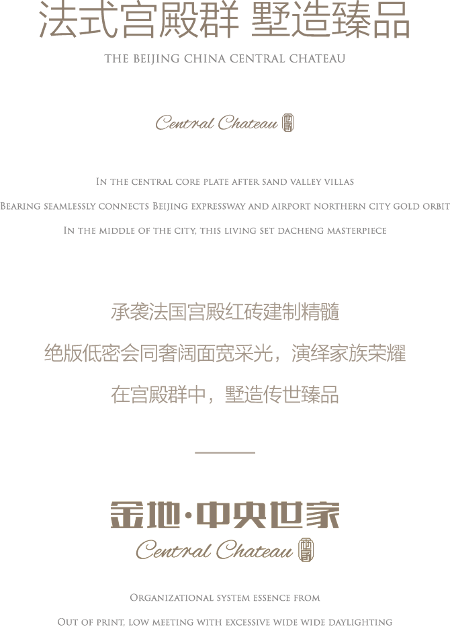 法式宫殿群 墅造臻品
THE BEIJING CHINA CENTRAL CHATEAU
Central Chateau
IN THE CENTRAL CORE PLATE AFTER SAND VALLEY VILLAS
BEARING SEAMLESSLY CONNECTS BEIJING EXPRESSWAY AND AIRPORT NORTHERN CITY GOLD ORBIT
IN THE MIDDLE OF THE CITY, THIS LIVING SET DACHENG MASTERPIECE
承袭法国宫殿红砖建制精髓
绝版低密会同奢阔面宽采光，演绎家族荣耀
在宫殿群中，墅造传世臻品
金地·中央世家
Central Chateau
ORGANIZATIONAL SYSTEM ESSENCE FROM
OUT OF PRINT, LOW MEETING WITH EXCESSIVE WIDE WIDE DAYLIGHTING